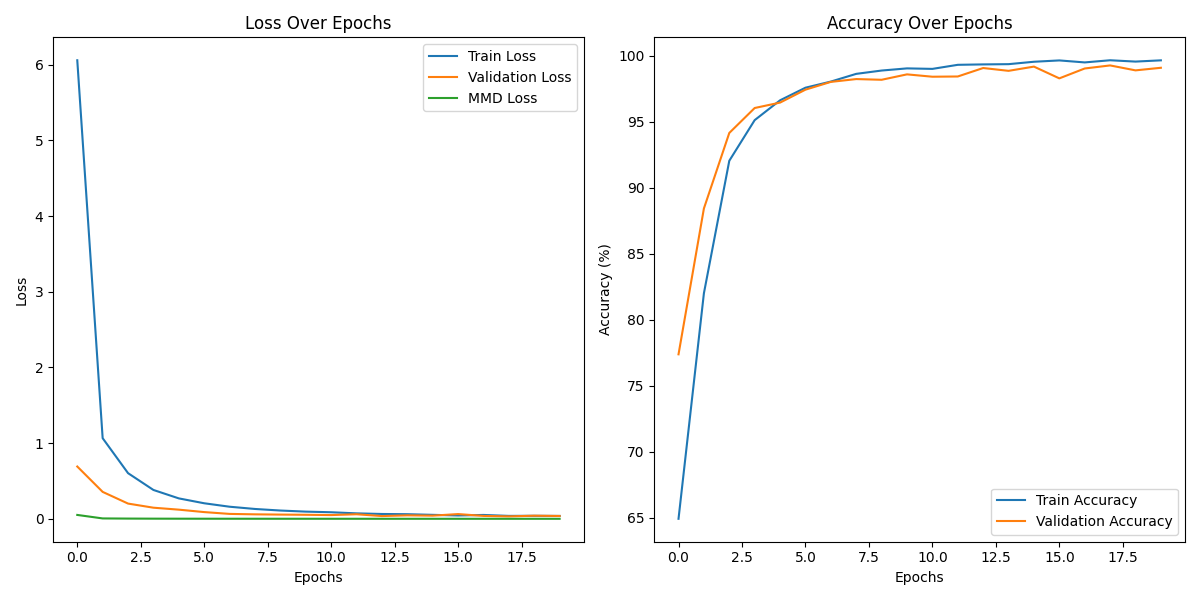 Loss Over Epochs
Train Loss
Validation Loss
MMD Loss
Loss
6
5
4
3
2
1
0
0.0 2.5 5.0 7.5 10.0 12.5 15.0 17.5
Epochs
Accuracy Over Epochs
Accuracy (%)
100
95
90
85
80
75
70
65
Train Accuracy
Validation Accuracy
0.0 2.5 5.0 7.5 10.0 12.5 15.0 17.5
Epochs